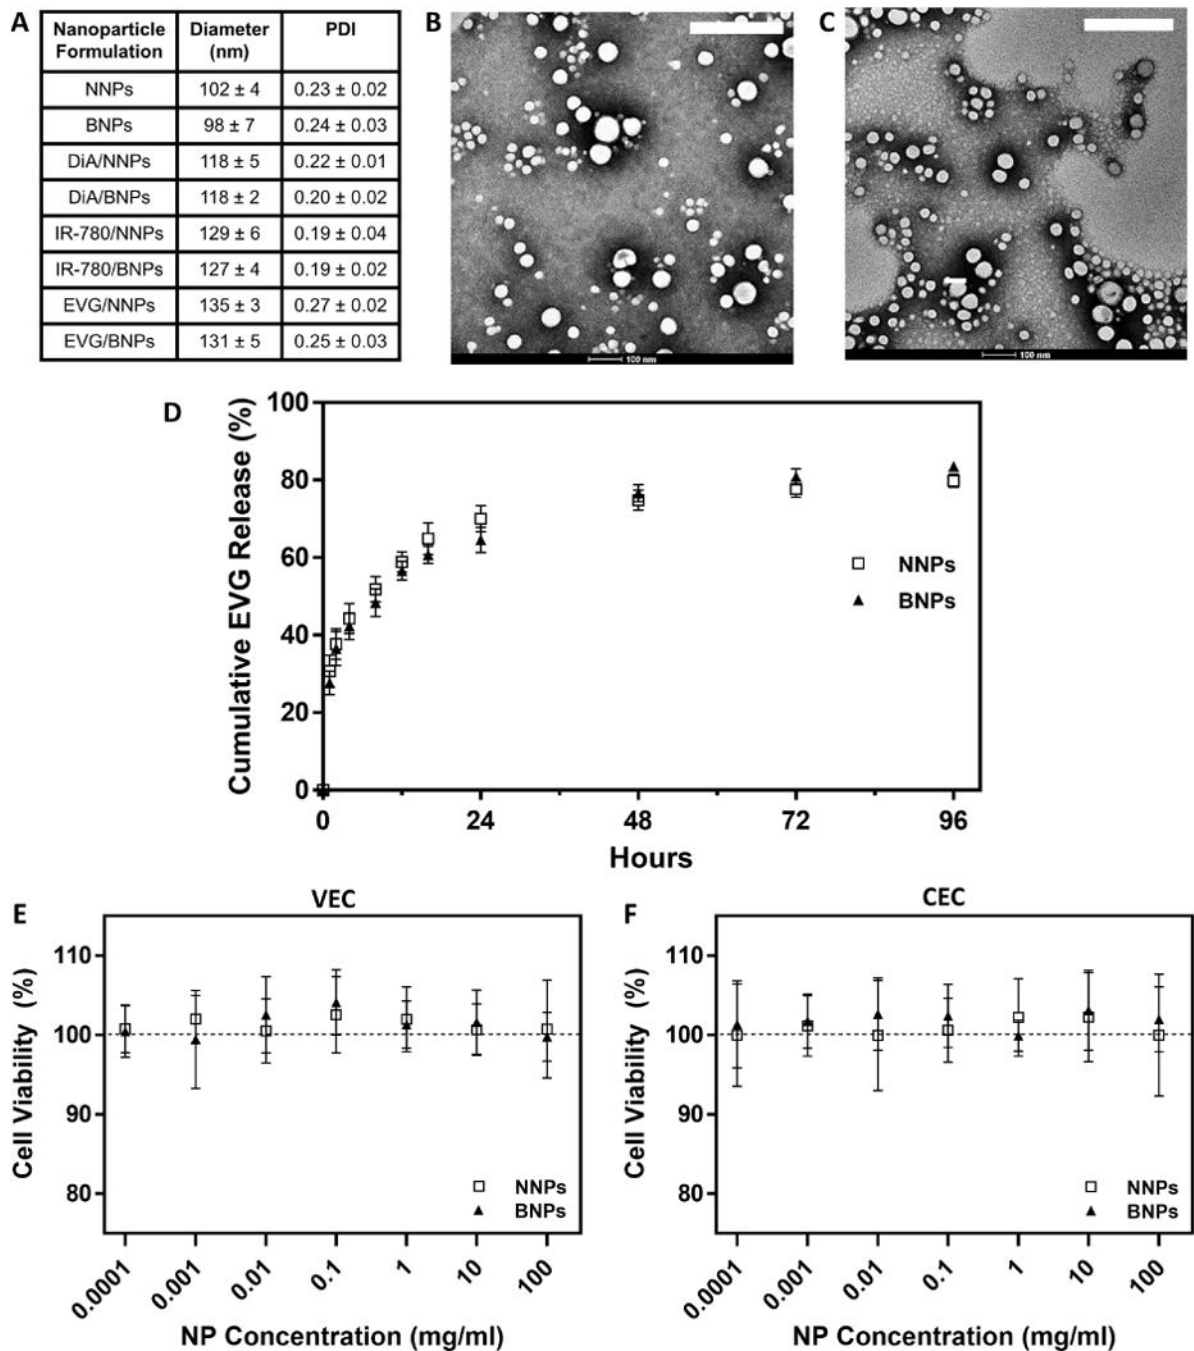 A
B
C
Nanoparticle Formulation Diameter (nm) PDI
NNPs 102 ± 4 0.23 ± 0.02
BNPs 98 ± 7 0.24 ± 0.03
DiA/NNPs 118 ± 5 0.22 ± 0.01
DiA/BNPs 118 ± 2 0.20 ± 0.02
IR-780/NNPs 129 ± 6 0.19 ± 0.04
IR-780/BNPs 127 ± 4 0.19 ± 0.02
EVG/NNPs 135 ± 3 0.27 ± 0.02
EVG/BNPs 131 ± 5 0.25 ± 0.03
100 nm
100 nm
D
Cumulative EVG Release (%)
100
80
60
40
20
0
NNPs
BNPs
0 24 48 72 96
Hours
E
VEC
Cell Viability (%)
110
100
90
80
NNPs
BNPs
0.0001 0.001 0.01 0.1 1 10 100
NP Concentration (mg/ml)
F
CEC
Cell Viability (%)
110
100
90
80
NNPs
BNPs
0.0001 0.001 0.01 0.1 1 10 100
NP Concentration (mg/ml)